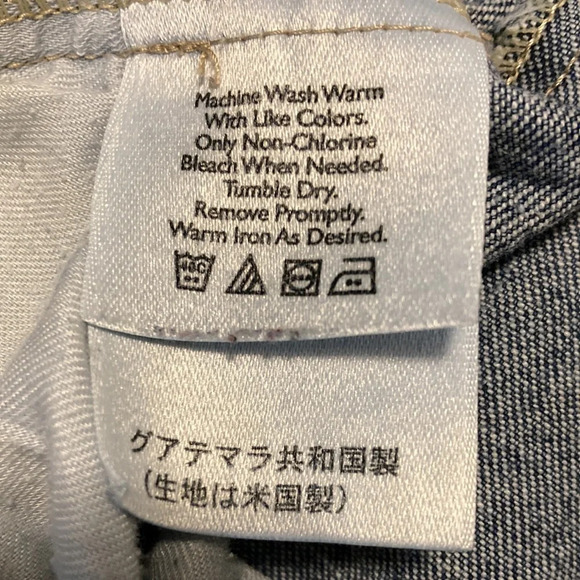 Machine Wash Warm
With Like Colors.
Only Non-Chlorine
Bleach When Needed.
Tumble Dry.
Remove Promptly.
Warm Iron As Desired.
40C
グアテマラ共和国製
（生地は米国製）